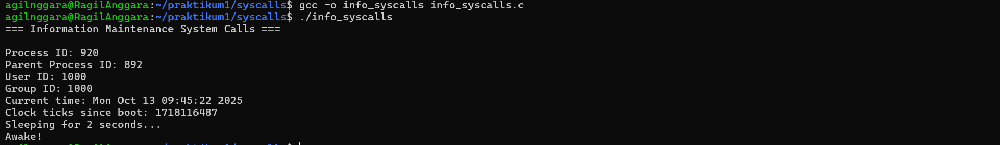 agilnggara@RagilAnggara:~/praktikum1/syscalls$ gcc -o info_syscalls info_syscalls.c
agilnggara@RagilAnggara:~/praktikum1/syscalls$ ./info_syscalls
=== Information Maintenance System Calls ===
Process ID: 920
Parent Process ID: 892
User ID: 1000
Group ID: 1000
Current time: Mon Oct 13 09:45:22 2025
Clock ticks since boot: 1718116487
Sleeping for 2 seconds...
Awake!